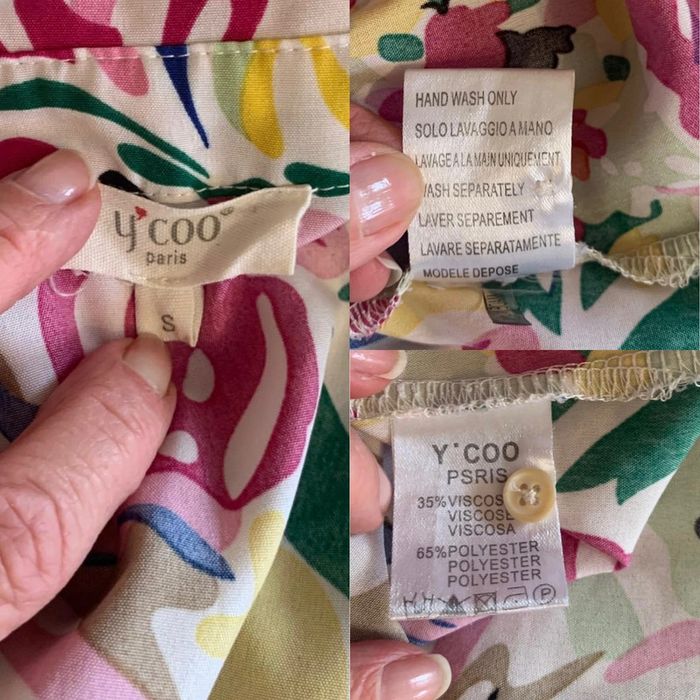 y'coo
paris
S
HAND WASH ONLY
SOLO LAVAGGIO A MANO
LAVAGE A LA MAIN UNIQUEMENT
WASH SEPARATELY
LAVER SEPAREMENT
LAVARE SEPARATAMENTE
MODELE DEPOSE
Y'COO
PSRIS
35% VISCOSE
VISCOSE
VISCOSA
65% POLYESTER
POLYESTER
POLYESTER
P